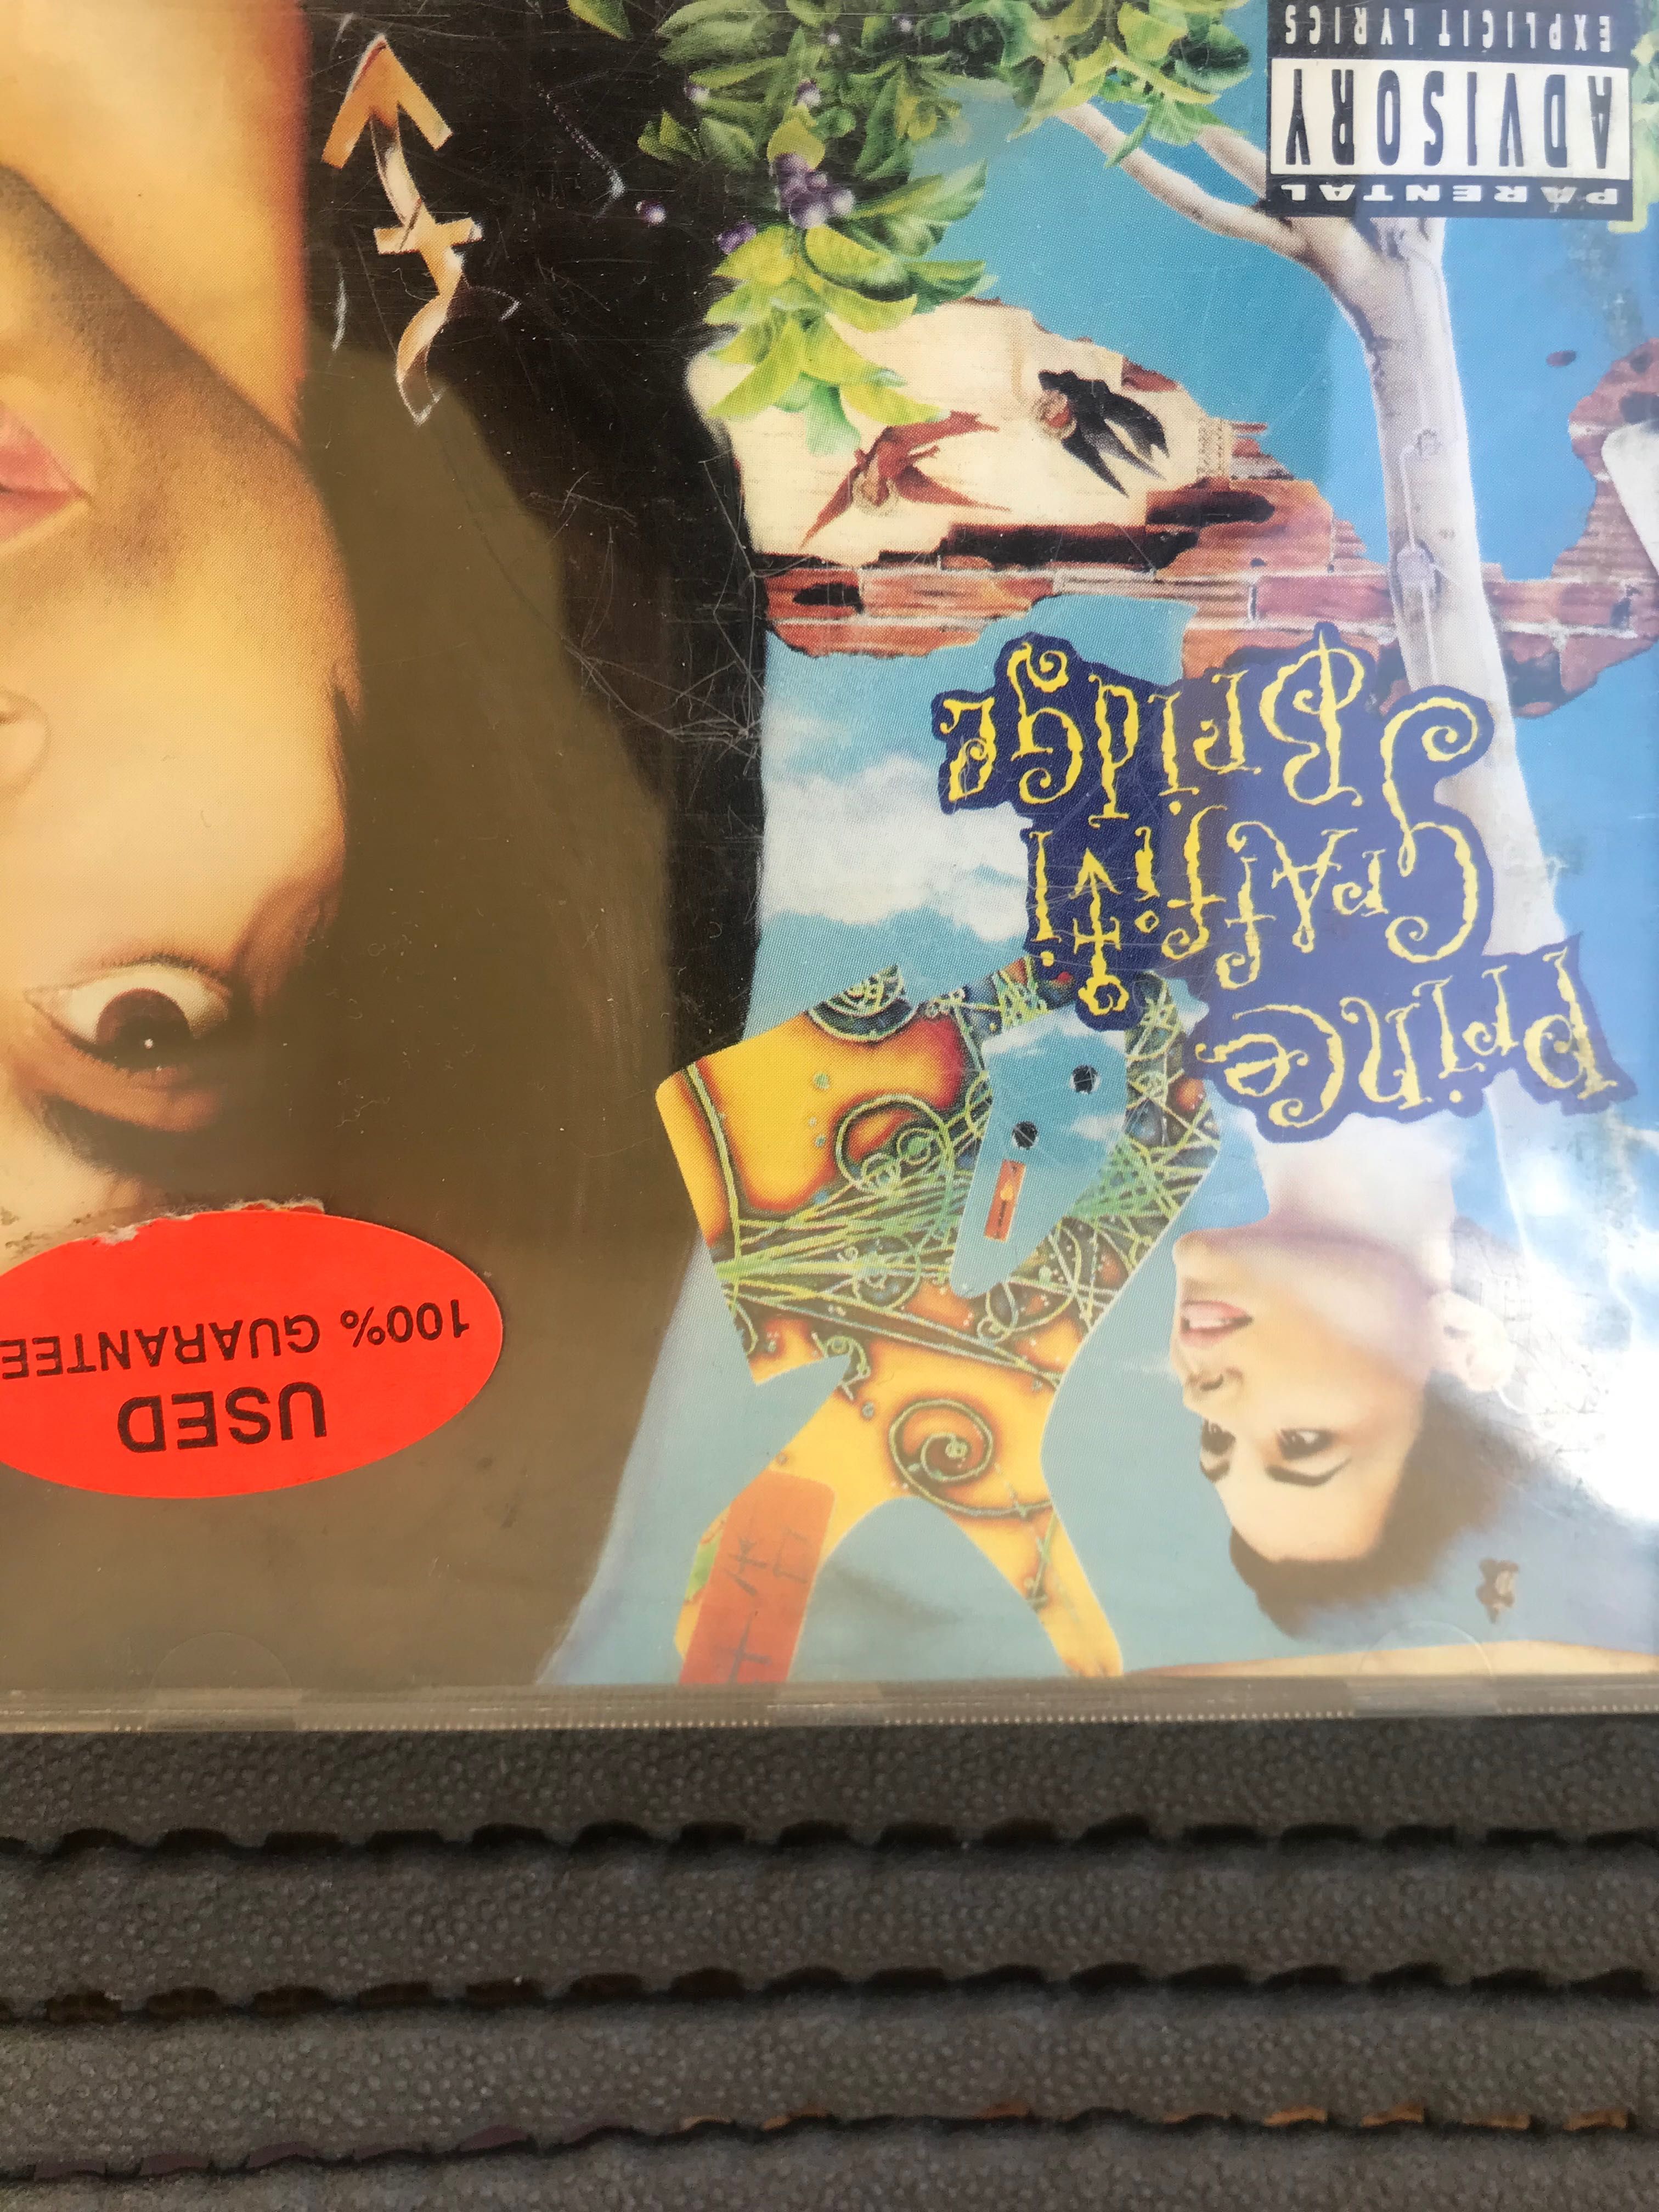 Prince
Graffiti
Bridge
USED
100% GUARANTEE
PARENTAL
ADVISORY
EXPLICIT LYRICS